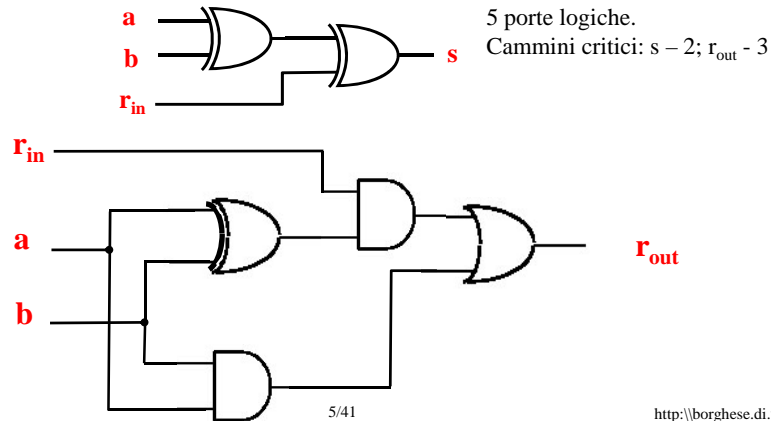 a
b
r_in
s
5 porte logiche.
Cammini critici: s – 2; r_out - 3
r_in
a
b
r_out
5/41
http:\\borghese.di.